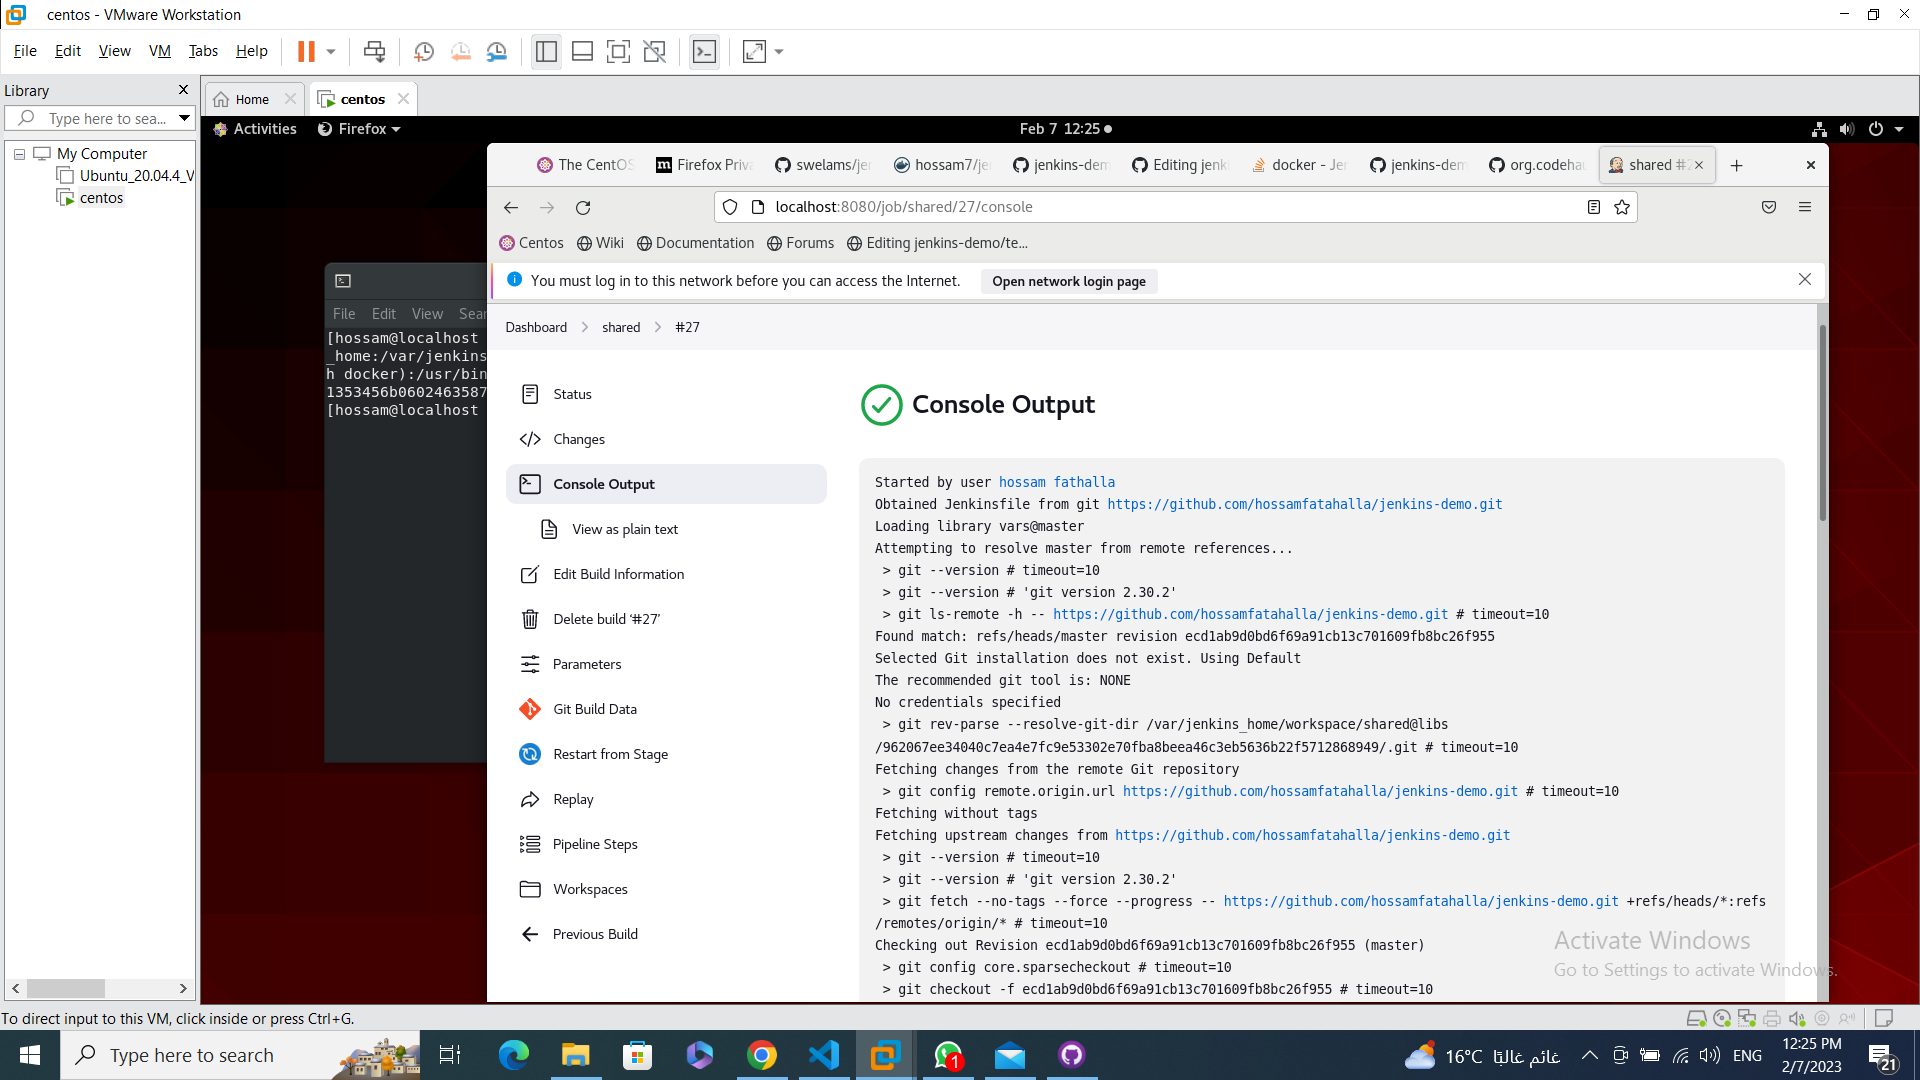 centos - VMware Workstation
File Edit View VM Tabs Help
Library
Type here to sea...
My Computer
Ubuntu_20.04.4_V
centos
Home
centos
Activities
Firefox
Feb 7 12:25
The CentOS
Firefox Priva
swelams/jen
hossam7/je
jenkins-dem
Editing jenki
docker - Jer
jenkins-dem
org.codehau
shared #2
localhost:8080/job/shared/27/console
Centos Wiki Documentation Forums Editing jenkins-demo/te...
You must log in to this network before you can access the Internet.
Open network login page
File Edit View Sear
[hossam@localhost
_home:/var/jenkins
h docker):/usr/bin
1353456b0602463587
[hossam@localhost
Dashboard shared #27
Status
Changes
Console Output
View as plain text
Edit Build Information
Delete build ‘#27’
Parameters
Git Build Data
Restart from Stage
Replay
Pipeline Steps
Workspaces
Previous Build
Console Output
Started by user hossam fathalla
Obtained Jenkinsfile from git https://github.com/hossamfatahalla/jenkins-demo.git
Loading library vars@master
Attempting to resolve master from remote references...
> git --version # timeout=10
> git --version # 'git version 2.30.2'
> git ls-remote -h -- https://github.com/hossamfatahalla/jenkins-demo.git # timeout=10
Found match: refs/heads/master revision ecd1ab9d0bd6f69a91cb13c701609fb8bc26f955
Selected Git installation does not exist. Using Default
The recommended git tool is: NONE
No credentials specified
> git rev-parse --resolve-git-dir /var/jenkins_home/workspace/shared@libs
/962067ee34040c7ea4e7fc9e53302e70fba8beea46c3eb5636b22f5712868949/.git # timeout=10
Fetching changes from the remote Git repository
> git config remote.origin.url https://github.com/hossamfatahalla/jenkins-demo.git # timeout=10
Fetching without tags
Fetching upstream changes from https://github.com/hossamfatahalla/jenkins-demo.git
> git --version # timeout=10
> git --version # 'git version 2.30.2'
> git fetch --no-tags --force --progress -- https://github.com/hossamfatahalla/jenkins-demo.git +refs/heads/*:refs
/remotes/origin/* # timeout=10
Checking out Revision ecd1ab9d0bd6f69a91cb13c701609fb8bc26f955 (master)
> git config core.sparsecheckout # timeout=10
> git checkout -f ecd1ab9d0bd6f69a91cb13c701609fb8bc26f955 # timeout=10
Activate Windows
Go to Settings to activate Windows.
To direct input to this VM, click inside or press Ctrl+G.
Type here to search
1
16°C غائم غالبًا
ENG
12:25 PM
2/7/2023
21